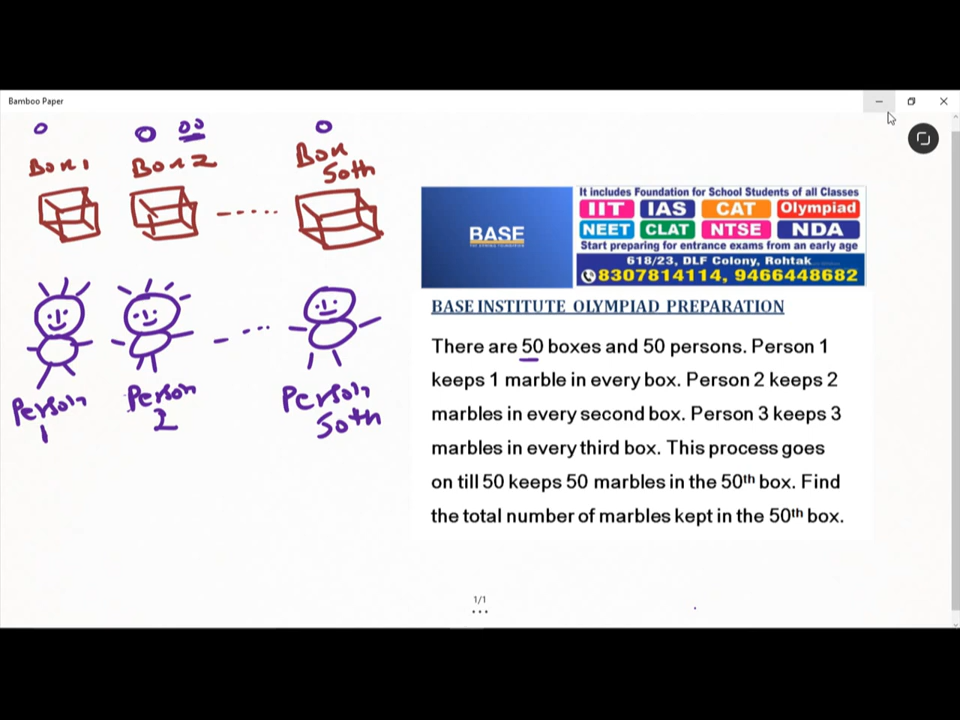 Bamboo Paper
Box 1
Box 2
Box
50th
Person
1
Person
2
Person
50th
BASE
It includes Foundation for School Students of all Classes
IIT IAS CAT Olympiad
NEET CLAT NTSE NDA
Start preparing for entrance exams from an early age
618/23, DLF Colony, Rohtak
8307814114, 9466448682
BASE INSTITUTE OLYMPIAD PREPARATION
There are 50 boxes and 50 persons. Person 1
keeps 1 marble in every box. Person 2 keeps 2
marbles in every second box. Person 3 keeps 3
marbles in every third box. This process goes
on till 50 keeps 50 marbles in the 50th box. Find
the total number of marbles kept in the 50th box.
1/1